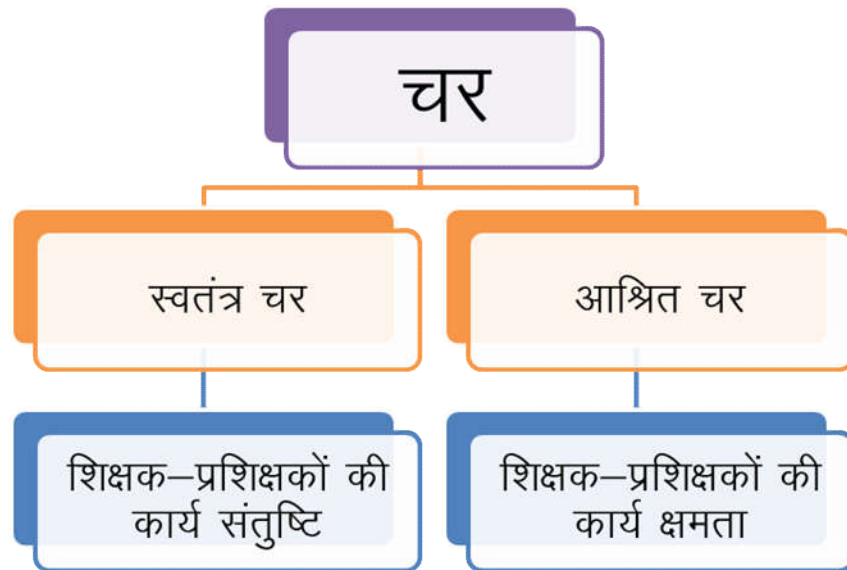 चर
स्वतंत्र चर
आश्रित चर
शिक्षक–प्रशिक्षकों की
कार्य संतुष्टि
शिक्षक–प्रशिक्षकों की
कार्य क्षमता